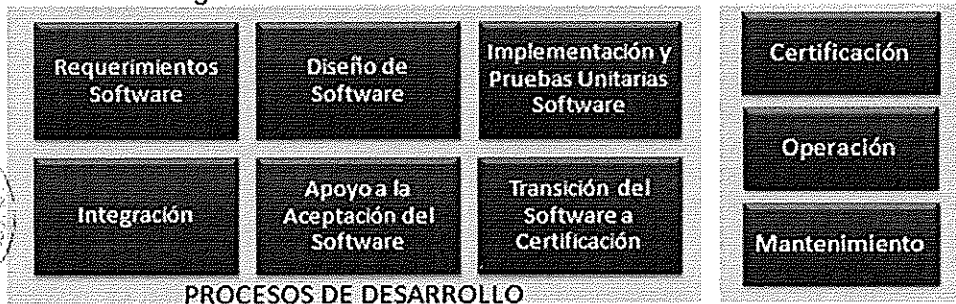 Requerimientos
Software
Diseño de
Software
Implementación y
Pruebas Unitarias
Software
Integración
Apoyo a la
Aceptación del
Software
Transición del
Software a
Certificación
PROCESOS DE DESARROLLO
Certificación
Operación
Mantenimiento